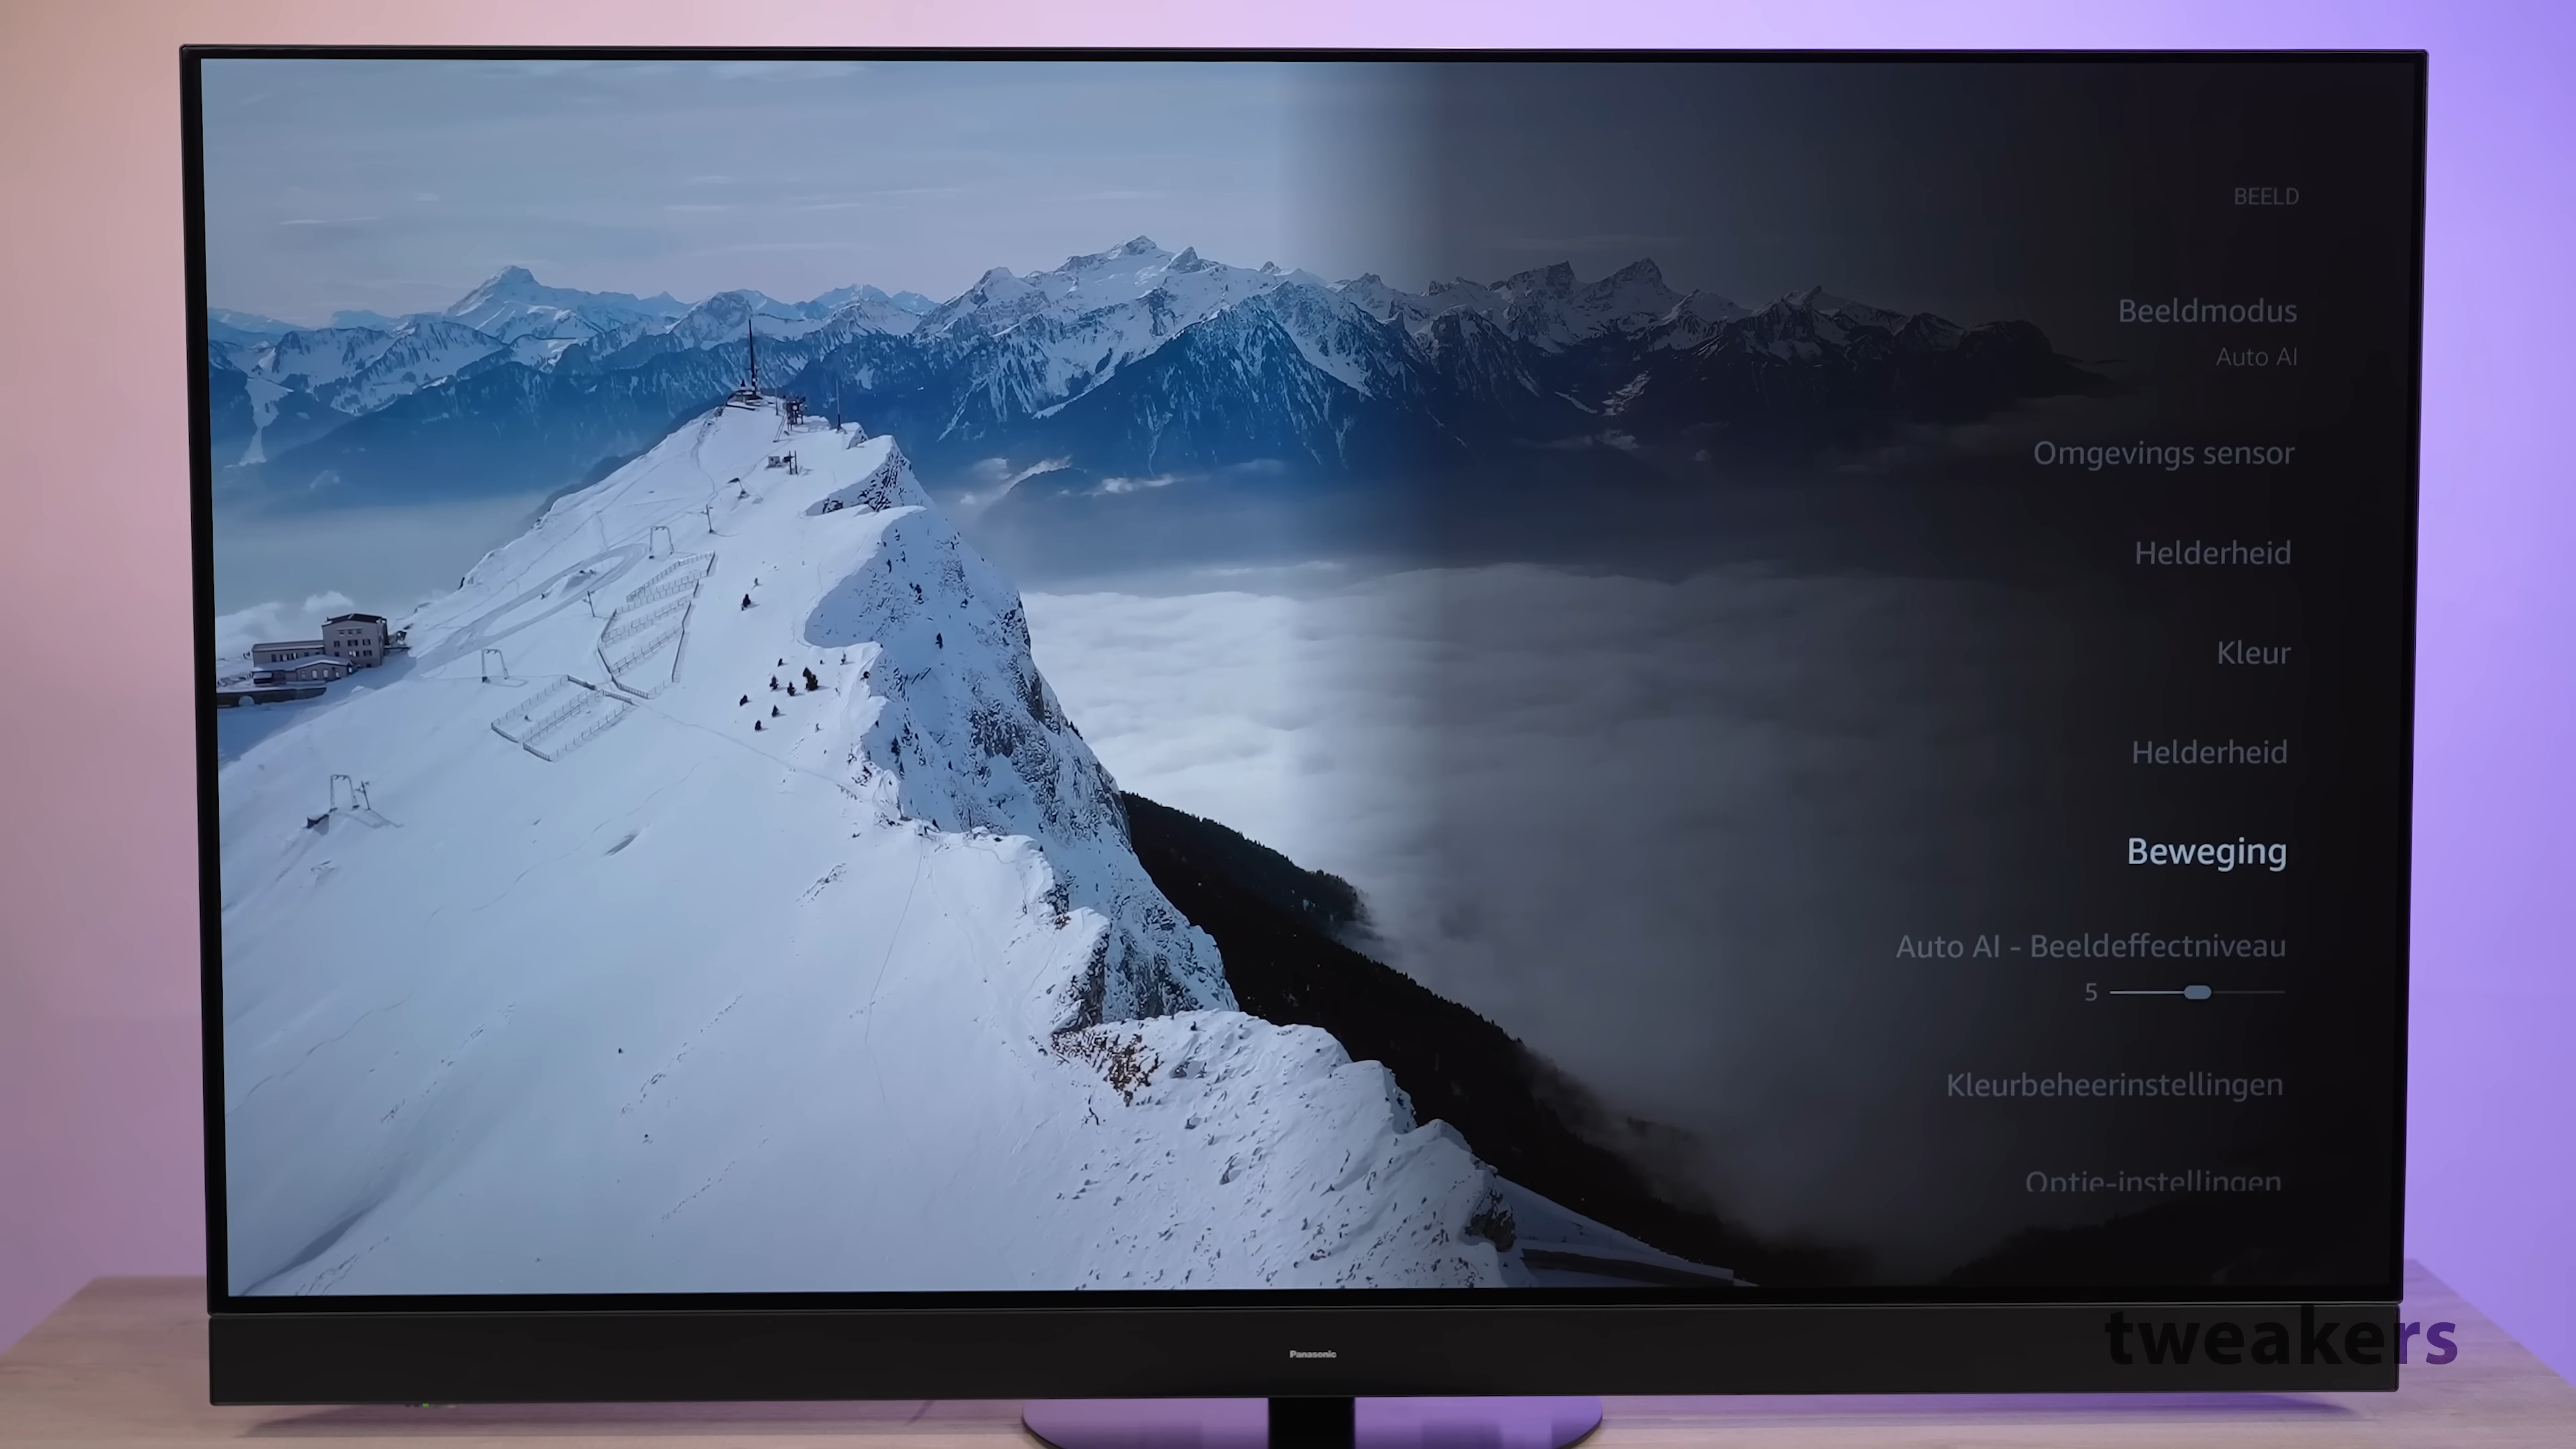 BEELD
Beeldmodus
Auto AI
Omgevings sensor
Helderheid
Kleur
Helderheid
Beweging
Auto AI - Beeldeffectniveau
5
Kleurbeheerinstellingen
Optie-instellingen
Panasonic
tweakers